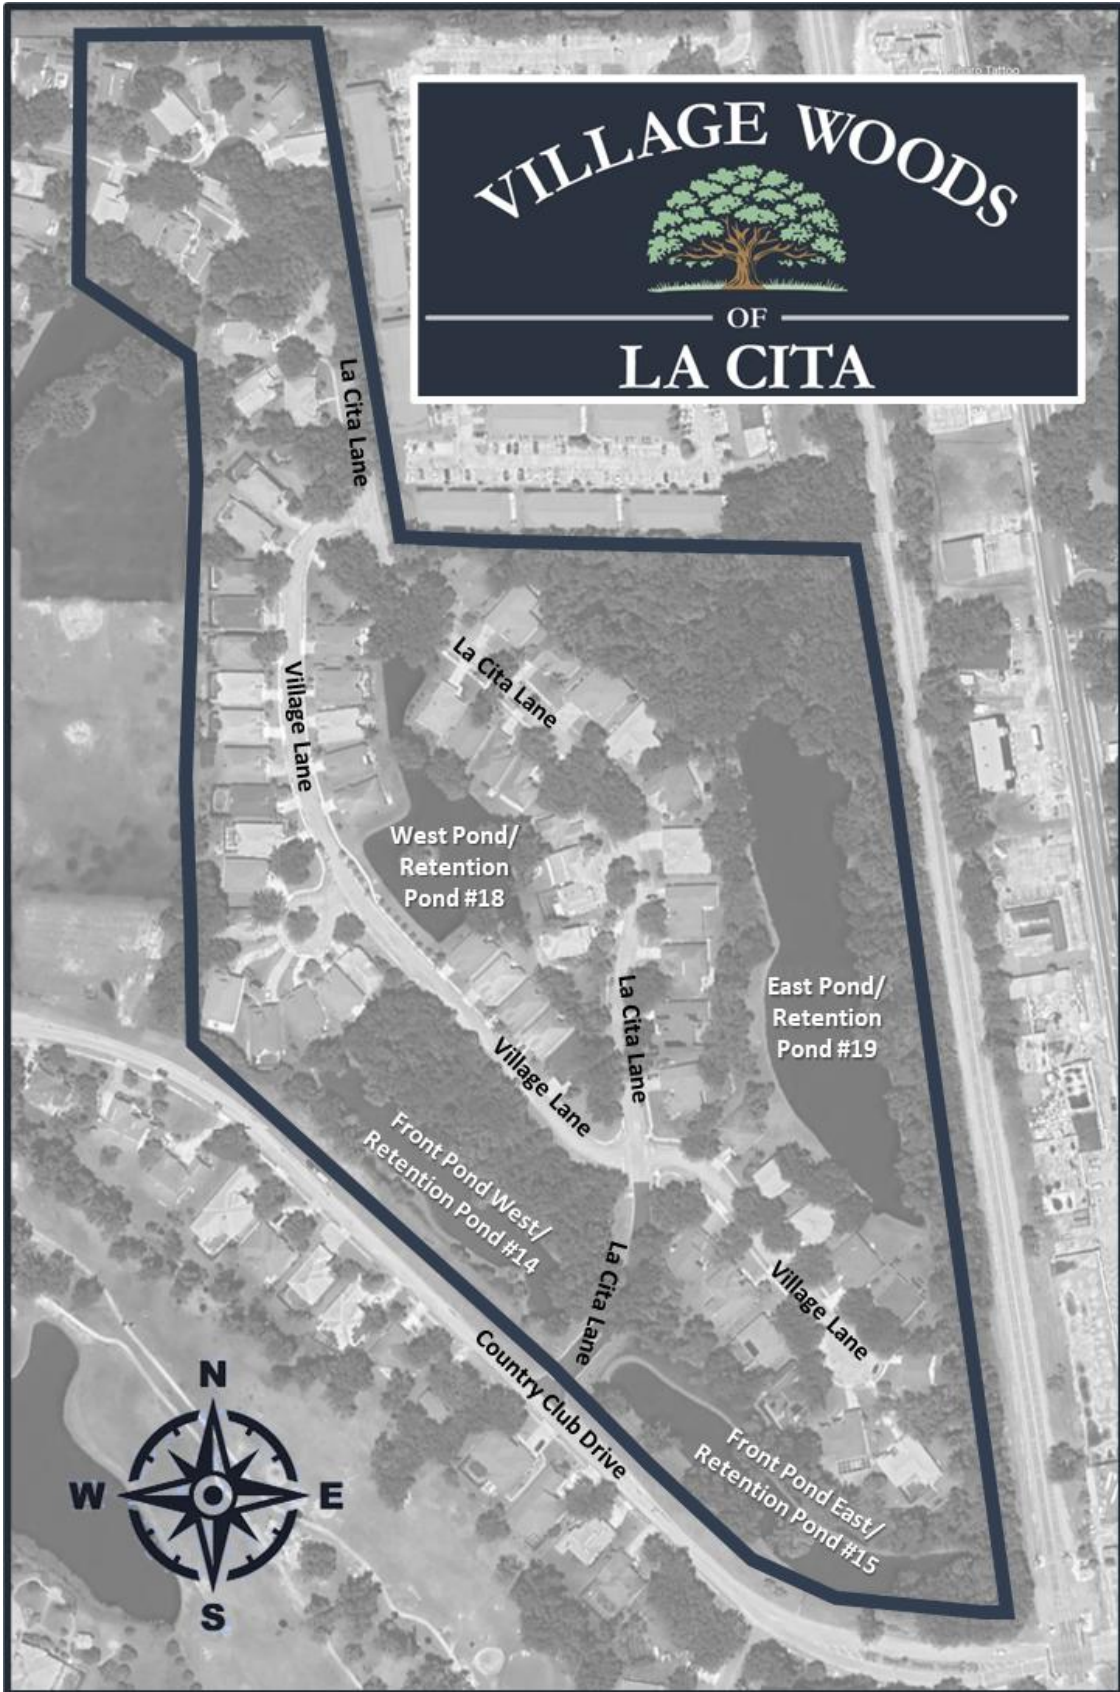 Tattoo
VILLAGE WOODS
OF
LA CITA
La Cita Lane
La Cita Lane
Village Lane
West Pond/
Retention
Pond #18
East Pond/
Retention
Pond #19
La Cita Lane
Village Lane
Front Pond West/
Retention Pond #14
La Cita Lane
Village Lane
Country Club Drive
Front Pond East/
Retention Pond #15
N
W
E
S